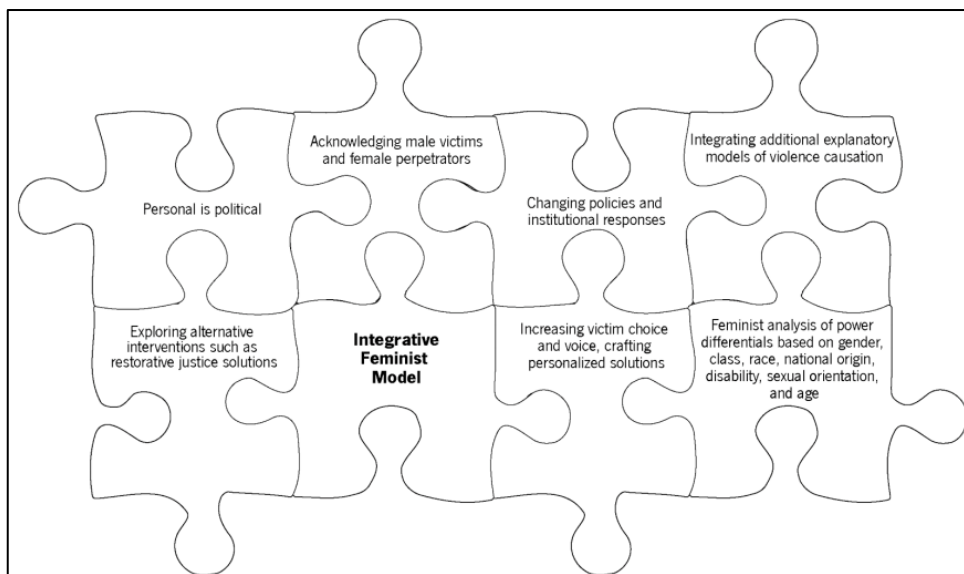 Personal is political
Acknowledging male victims
and female perpetrators
Changing policies and
institutional responses
Integrating additional explanatory
models of violence causation
Exploring alternative
interventions such as
restorative justice solutions
Integrative
Feminist
Model
Increasing victim choice
and voice, crafting
personalized solutions
Feminist analysis of power
differentials based on gender,
class, race, national origin,
disability, sexual orientation,
and age